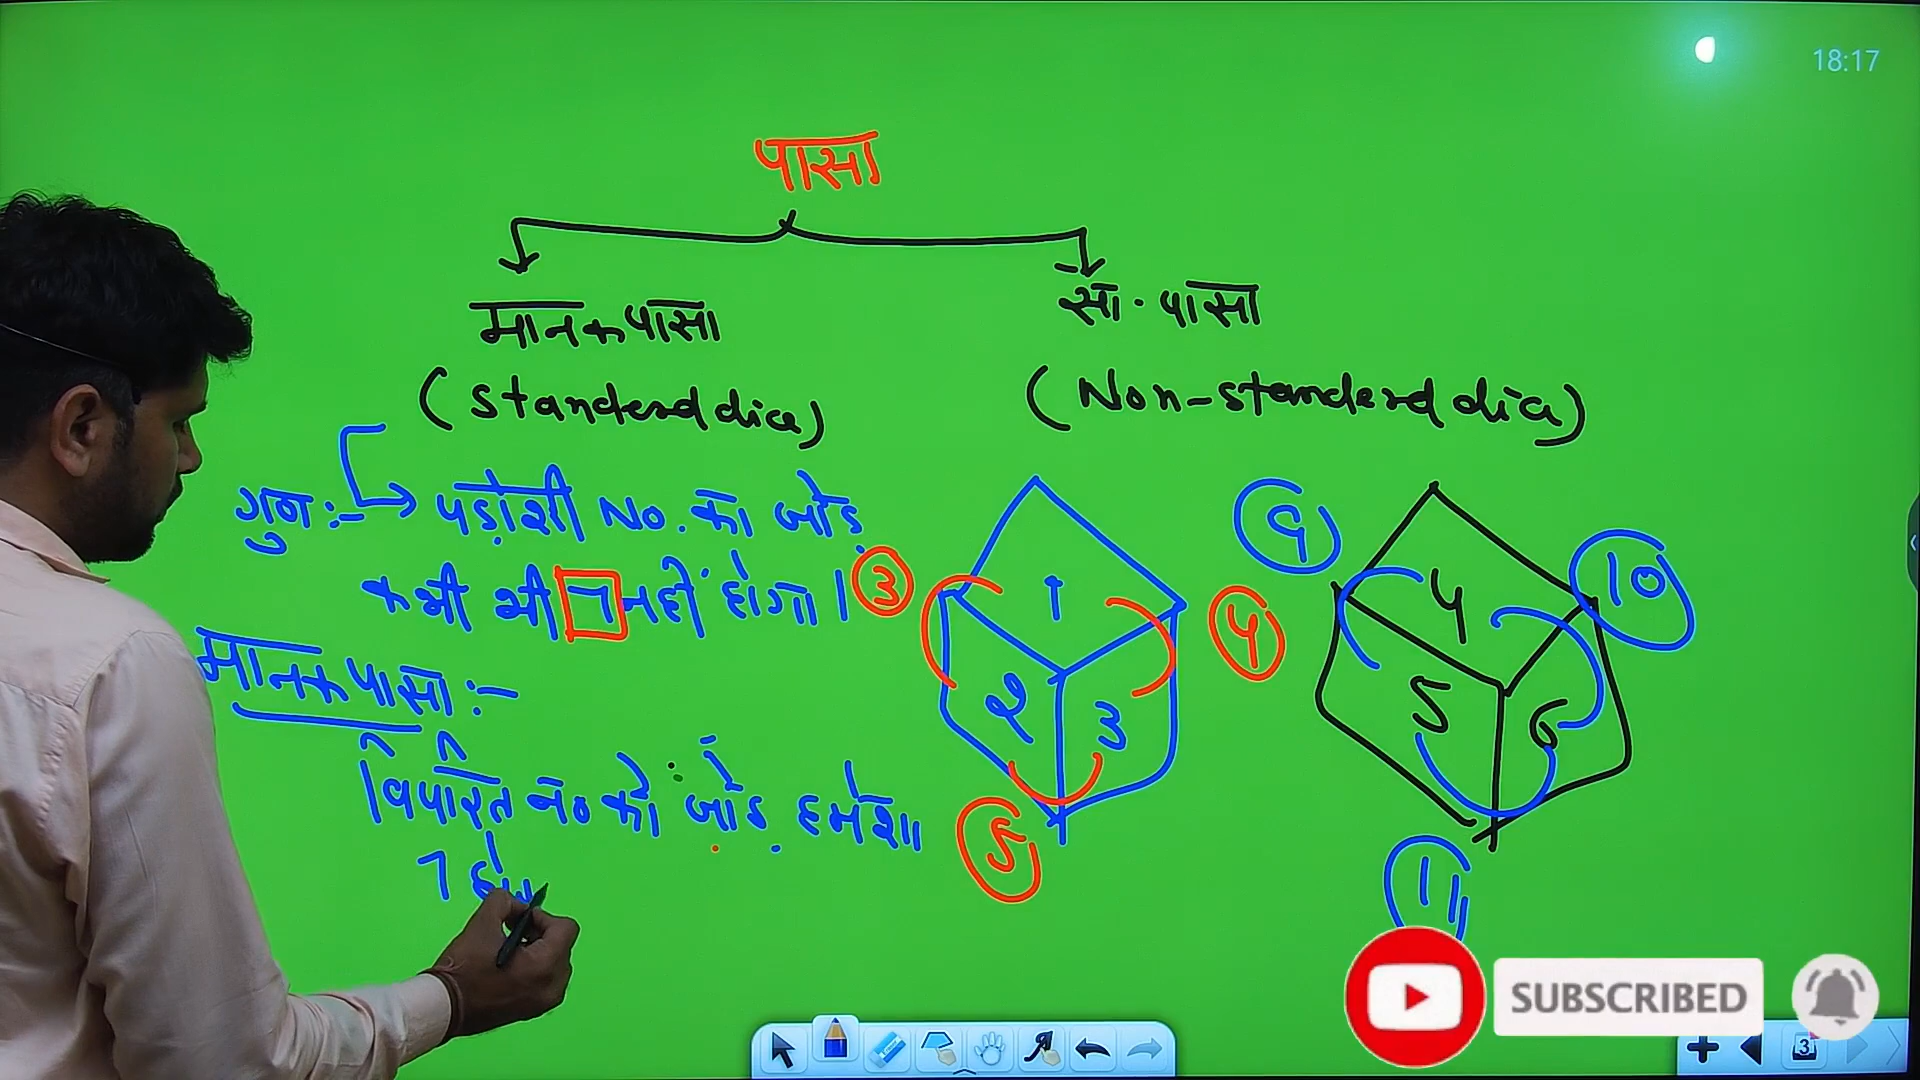 18:17
पासा
मानक पासा
सा. पासा
(Standerd dice)
(Non-standerd dice)
गुण :- पड़ोशी No. का जोड़
कभी भी 7 नहीं होगा।
3
1
2
3
4
5
9
4
5
6
10
11
मानक पासा :-
विपरित नं० का जोड़ हमेशा
7
SUBSCRIBED
3